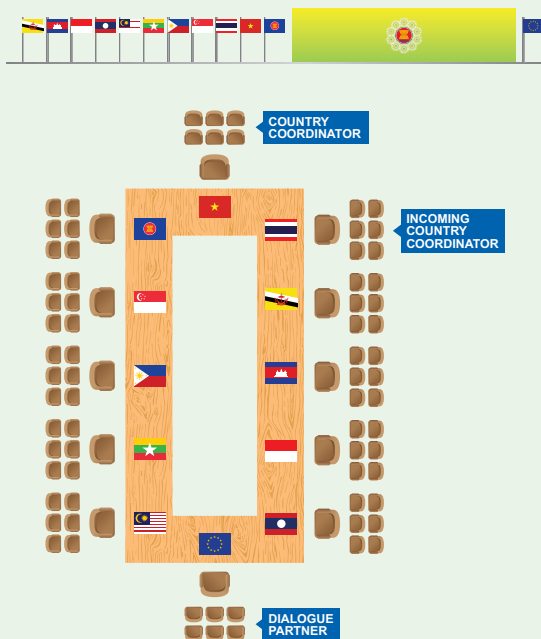 COUNTRY
COORDINATOR
INCOMING
COUNTRY
COORDINATOR
DIALOGUE
PARTNER